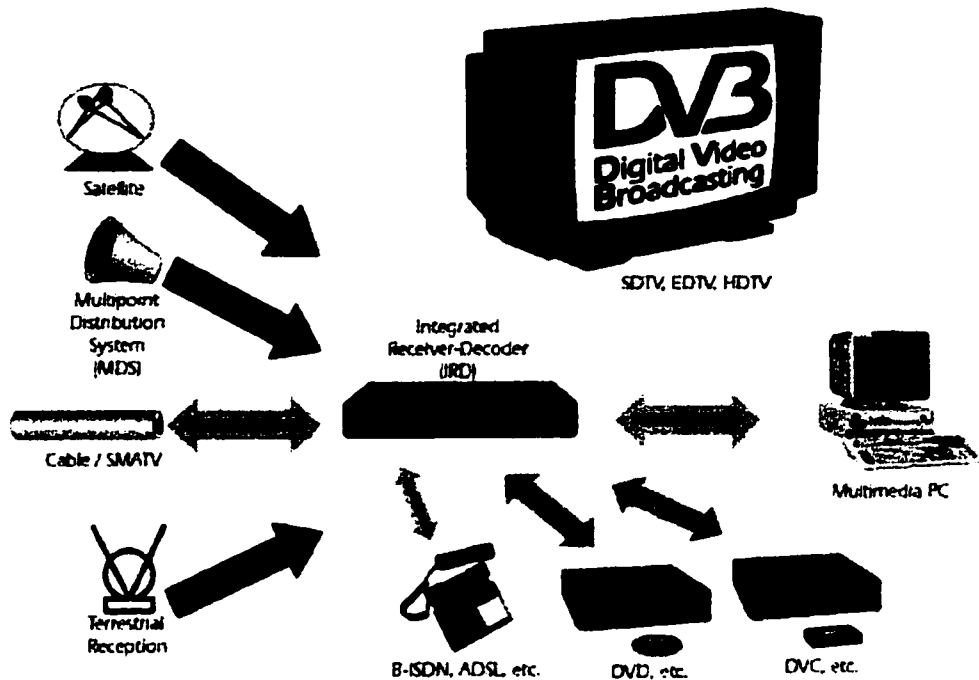 DVB
Digital Video
Broadcasting
SDTV, EDTV, HDTV
Satellite
Multipoint
Distribution
System
(MDS)
Integrated
Receiver-Decoder
(IRD)
Cable / SMATV
Multimedia PC
Terrestrial
Reception
B-ISDN, ADSL, etc.
DVD, etc.
DVC, etc.